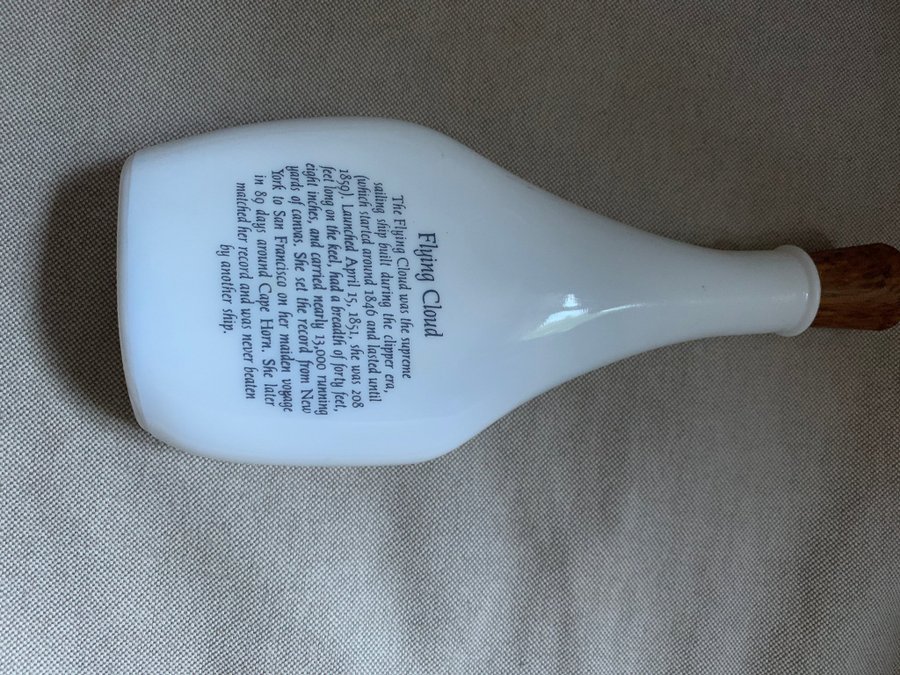 Flying Cloud
The Flying Cloud was the supreme
sailing ship built during the clipper era,
(which started around 1846 and lasted until
1859). Launched April 15, 1851, she was 208
feet long on the keel, had a breadth of forty feet,
eight inches, and carried nearly 13,000 running
yards of canvas. She set the record from New
York to San Francisco on her maiden voyage
in 89 days around Cape Horn. She later
matched her record and was never beaten
by another ship.